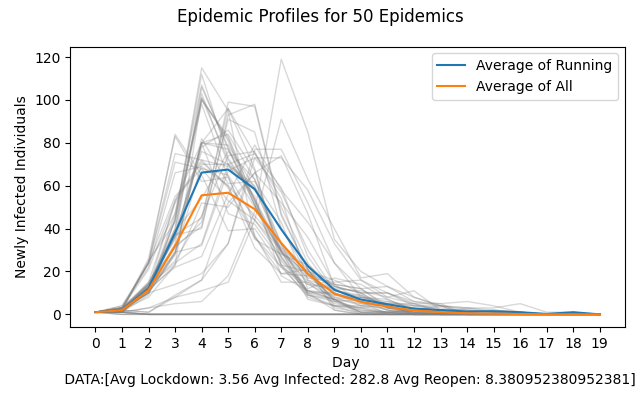 Epidemic Profiles for 50 Epidemics
120
100
80
60
40
20
0
Newly Infected Individuals
Average of Running
Average of All
0 1 2 3 4 5 6 7 8 9 10 11 12 13 14 15 16 17 18 19
Day
DATA:[Avg Lockdown: 3.56 Avg Infected: 282.8 Avg Reopen: 8.380952380952381]